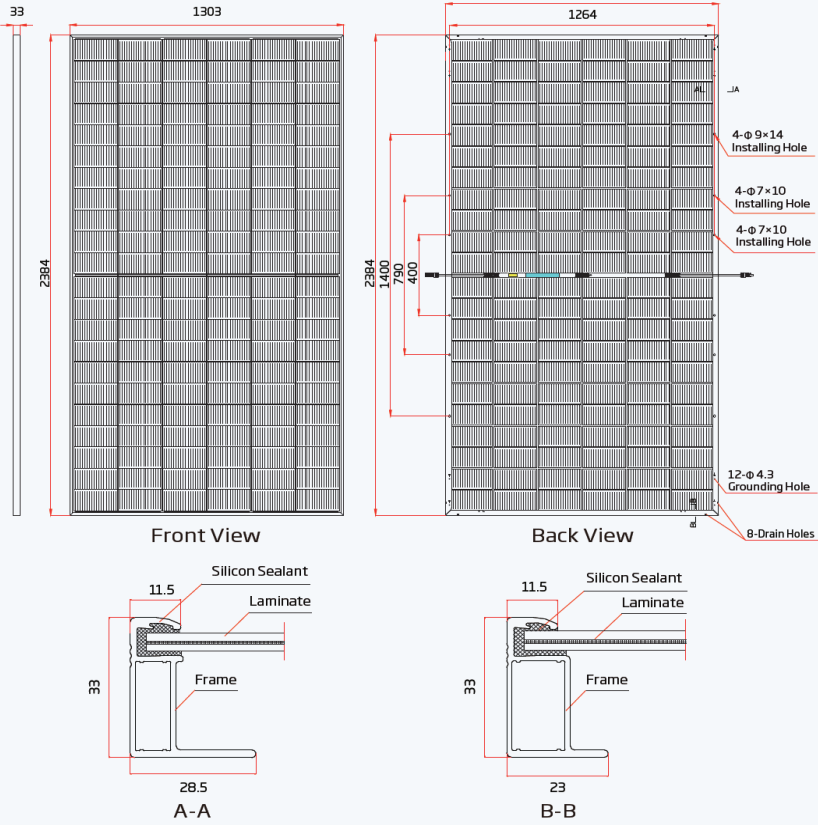 33
1303
1264
2384
2384
1400
790
400
A
A
4-Φ 9×14
Installing Hole
4-Φ 7×10
Installing Hole
4-Φ 7×10
Installing Hole
12-Φ 4.3
Grounding Hole
B
B
8-Drain Holes
Front View
Back View
11.5
Silicon Sealant
Laminate
33
Frame
28.5
A-A
11.5
Silicon Sealant
Laminate
33
Frame
23
B-B